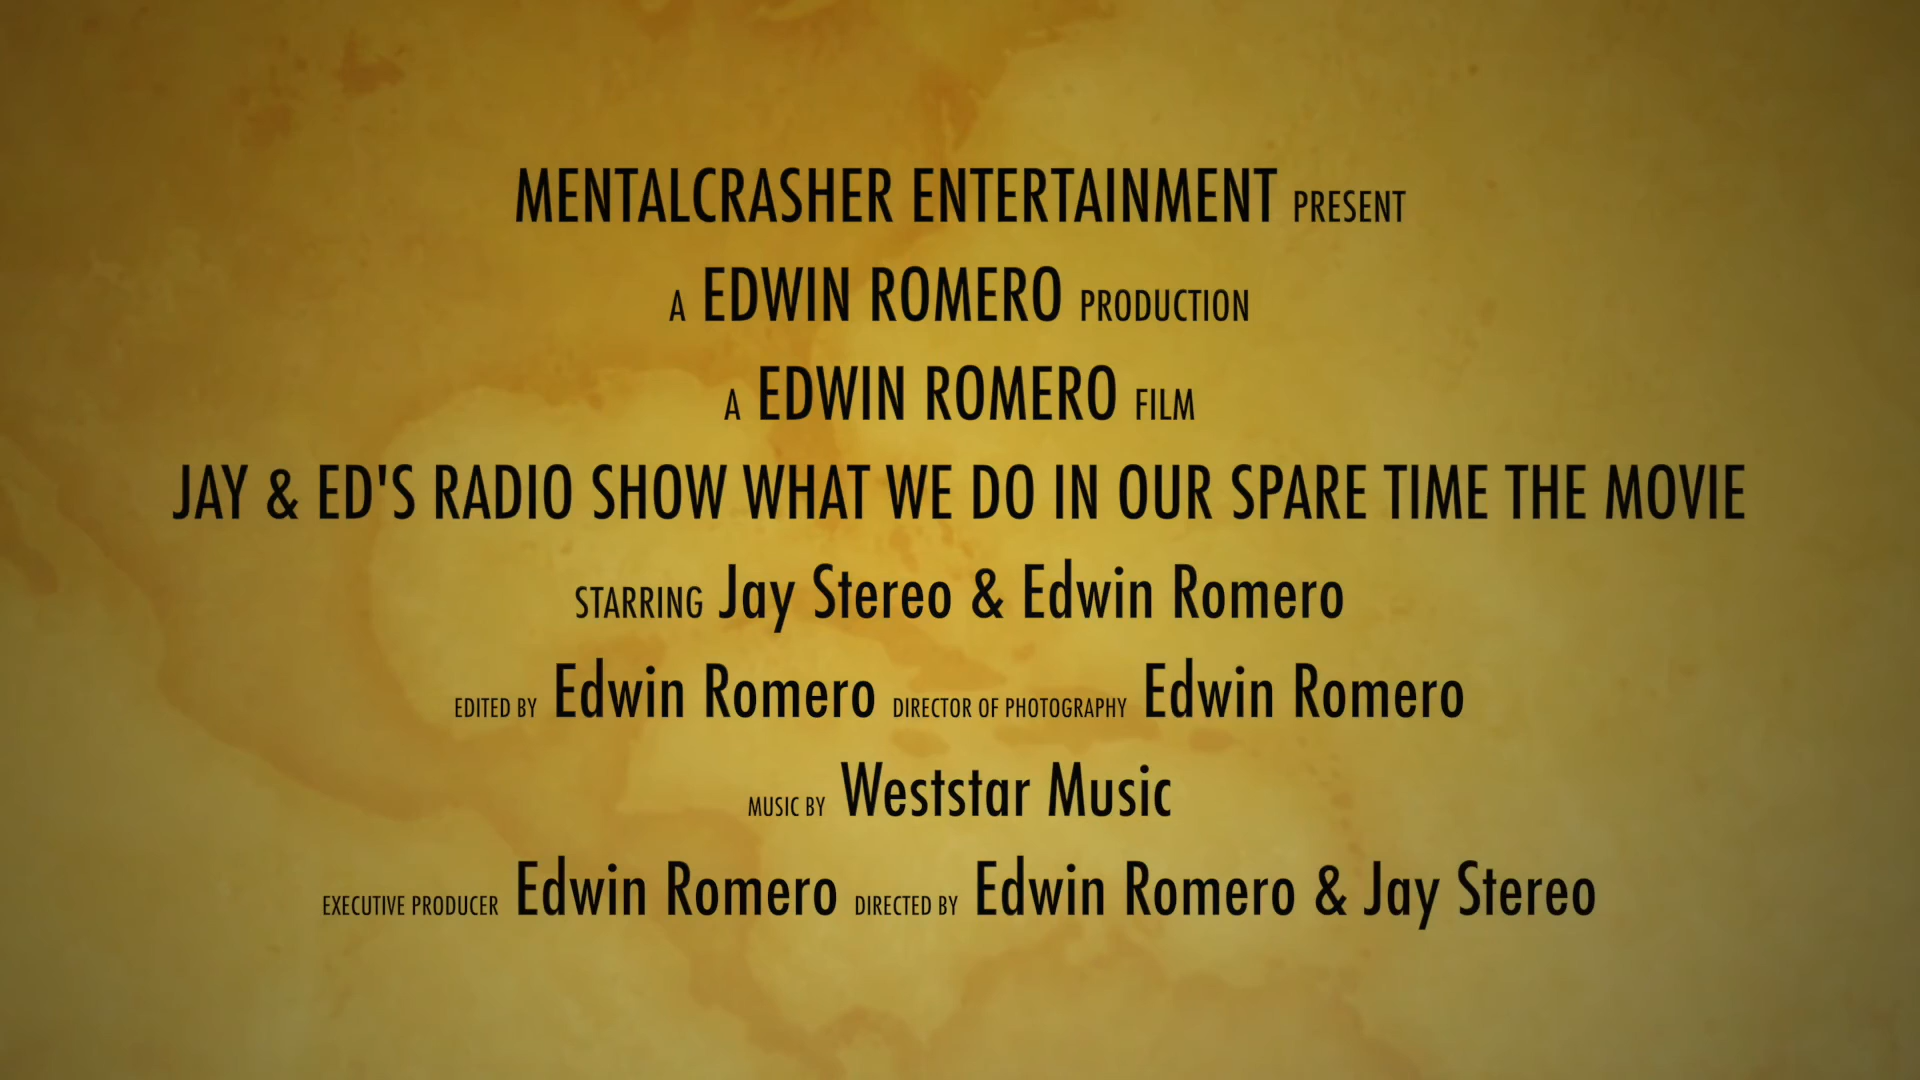 MENTALCRASHER ENTERTAINMENT PRESENT
A EDWIN ROMERO PRODUCTION
A EDWIN ROMERO FILM
JAY & ED'S RADIO SHOW WHAT WE DO IN OUR SPARE TIME THE MOVIE
STARRING Jay Stereo & Edwin Romero
EDITED BY Edwin Romero DIRECTOR OF PHOTOGRAPHY Edwin Romero
MUSIC BY Weststar Music
EXECUTIVE PRODUCER Edwin Romero DIRECTED BY Edwin Romero & Jay Stereo